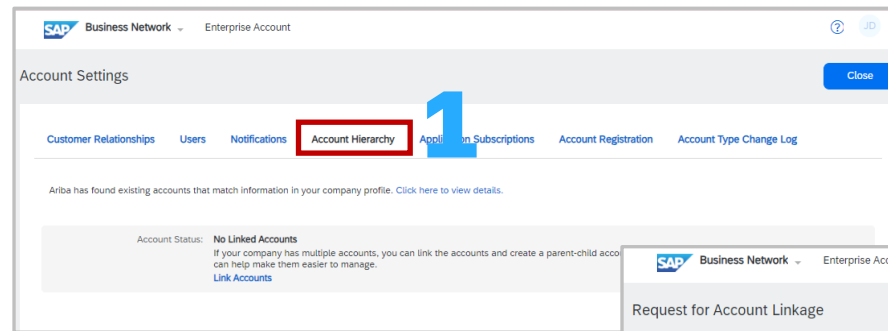 SAP Business Network Enterprise Account ? JD
Account Settings Close
1
Customer Relationships Users Notifications Account Hierarchy Application Subscriptions Account Registration Account Type Change Log
Ariba has found existing accounts that match information in your company profile. Click here to view details.
Account Status: No Linked Accounts
If your company has multiple accounts, you can link the accounts and create a parent-child
can help make them easier to manage.
Link Accounts
SAP Business Network Enterprise
Request for Account Linkage